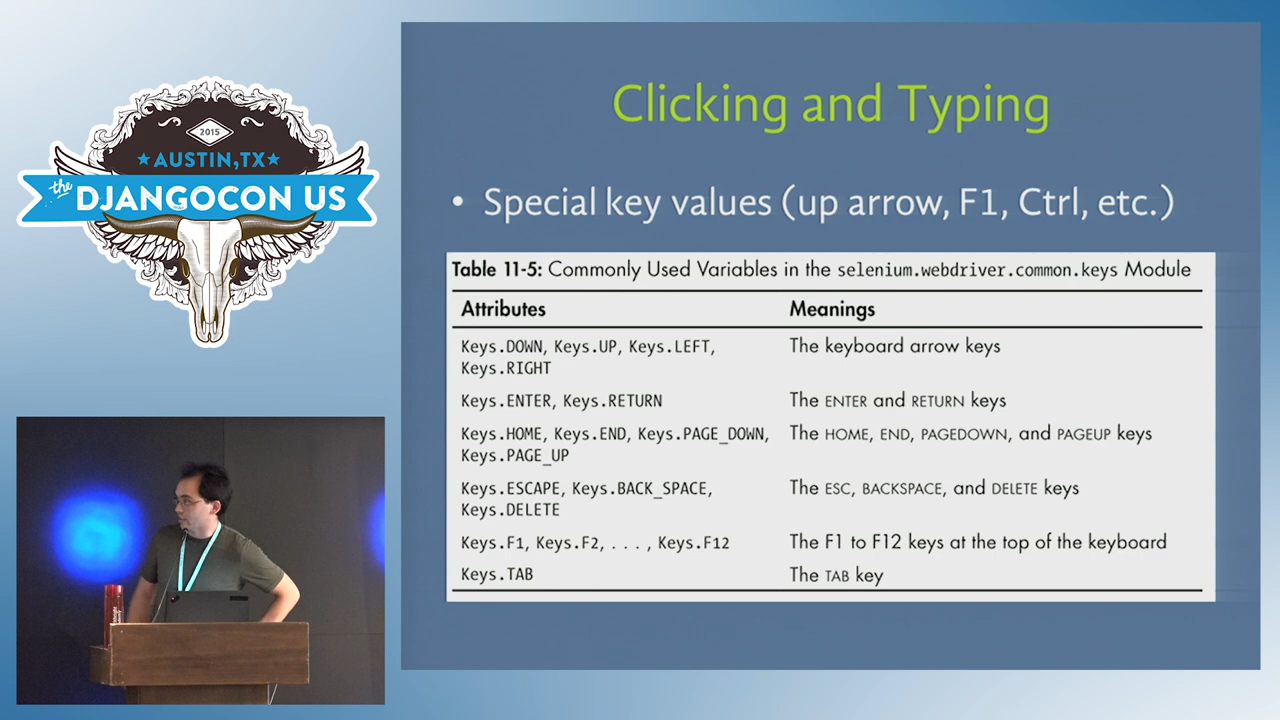 2015
★AUSTIN,TX★
the DJANGOCON US
Clicking and Typing
• Special key values (up arrow, F1, Ctrl, etc.)
Table 11-5: Commonly Used Variables in the selenium.webdriver.common.keys Module
Attributes Meanings
Keys.DOWN, Keys.UP, Keys.LEFT, The keyboard arrow keys
Keys.RIGHT
Keys.ENTER, Keys.RETURN The ENTER and RETURN keys
Keys.HOME, Keys.END, Keys.PAGE_DOWN, The HOME, END, PAGEDOWN, and PAGEUP keys
Keys.PAGE_UP
Keys.ESCAPE, Keys.BACK_SPACE, The ESC, BACKSPACE, and DELETE keys
Keys.DELETE
Keys.F1, Keys.F2, . . . , Keys.F12 The F1 to F12 keys at the top of the keyboard
Keys.TAB The TAB key